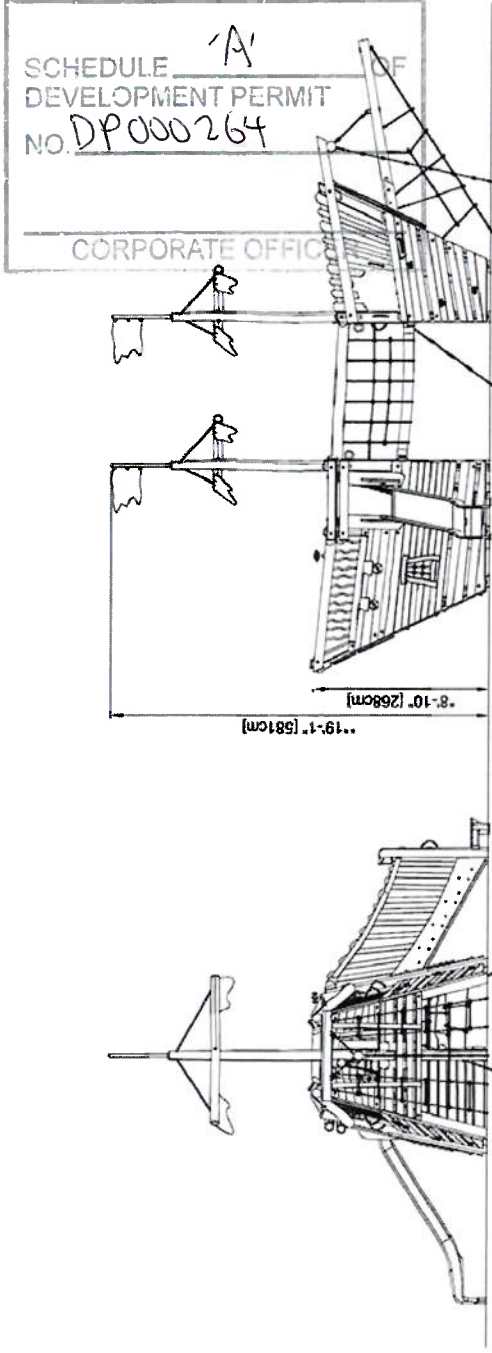 SCHEDULE 'A' OF
DEVELOPMENT PERMIT
NO. DP000264
CORPORATE OFFIC
*8'-10" [268cm]
**19'-1" [581cm]